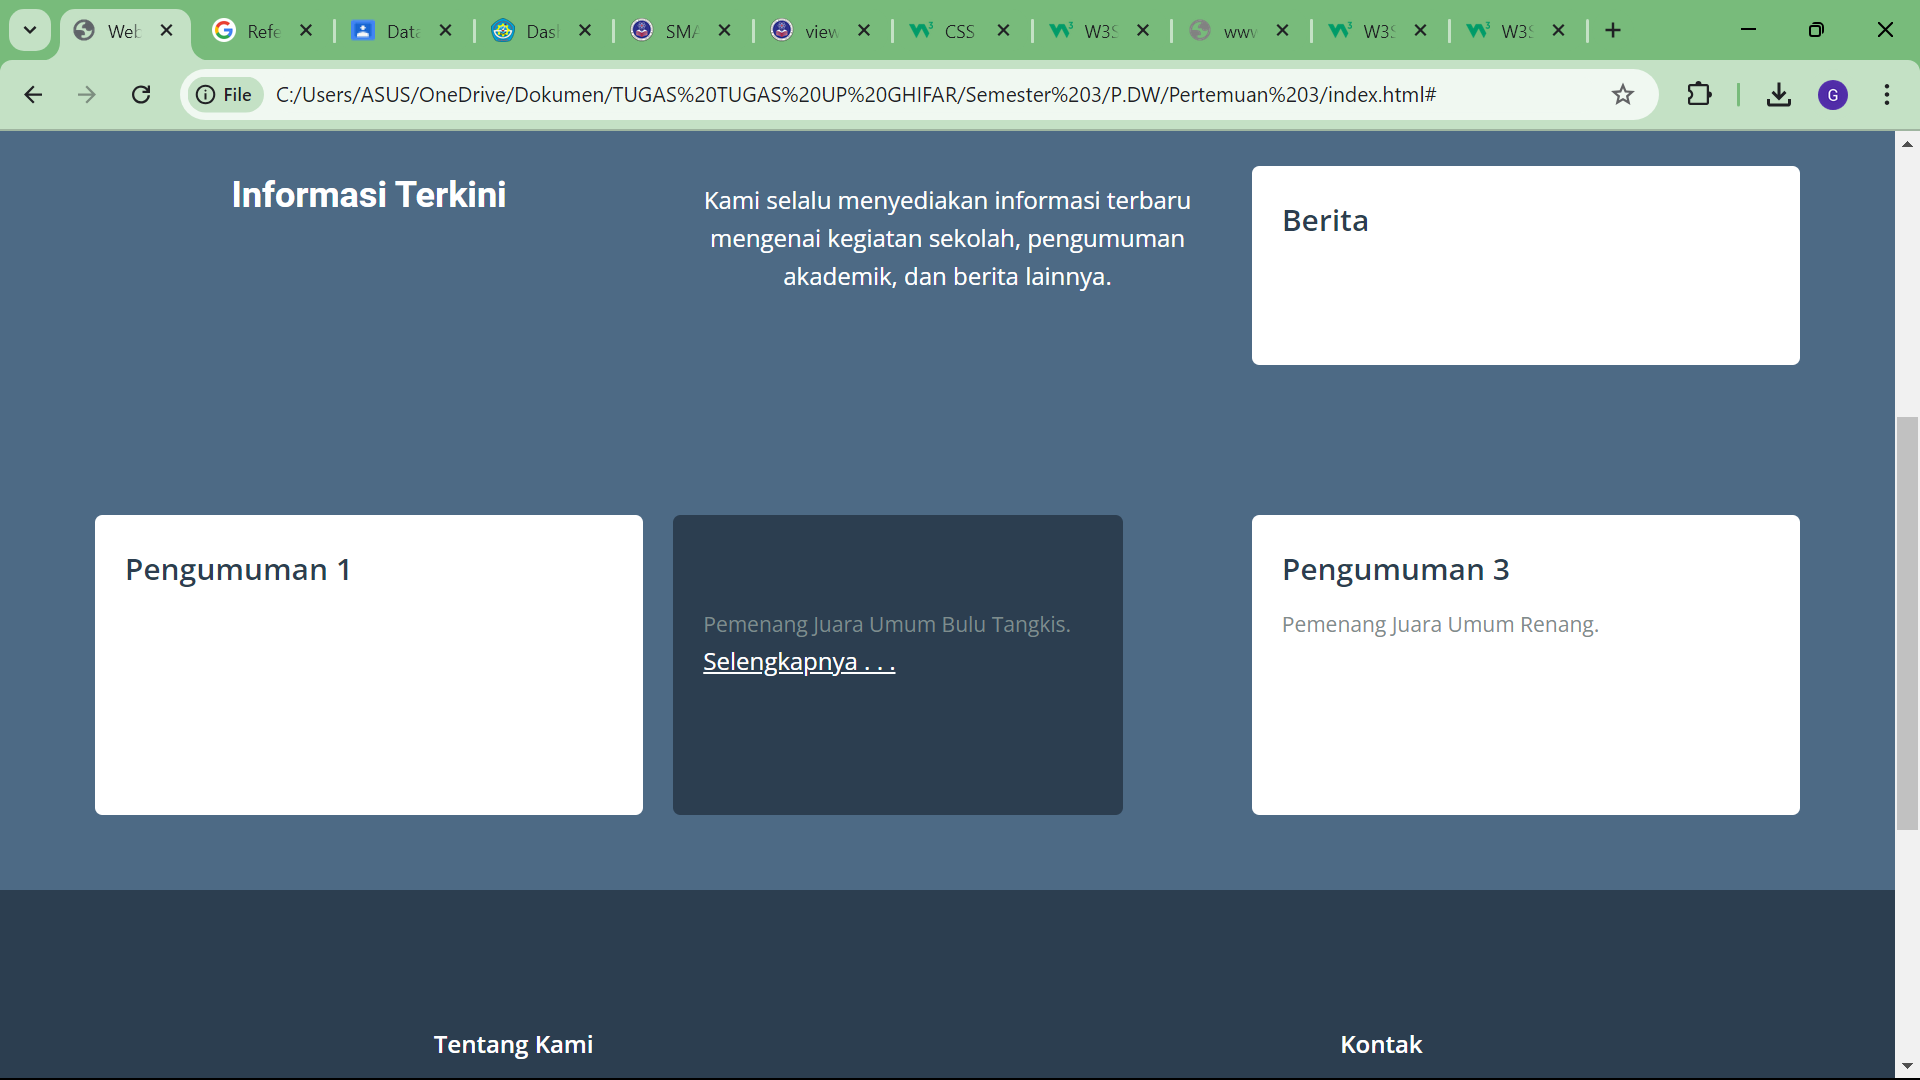 Web
Refe
Data
Das
SMA
view
CSS
W3S
www
W3S
W3S
File
C:/Users/ASUS/OneDrive/Dokumen/TUGAS%20TUGAS%20UP%20GHIFAR/Semester%203/P.DW/Pertemuan%203/index.html#
G
Informasi Terkini
Kami selalu menyediakan informasi terbaru
mengenai kegiatan sekolah, pengumuman
akademik, dan berita lainnya.
Berita
Pengumuman 1
Pemenang Juara Umum Bulu Tangkis.
Selengkapnya . . .
Pengumuman 3
Pemenang Juara Umum Renang.
Tentang Kami
Kontak